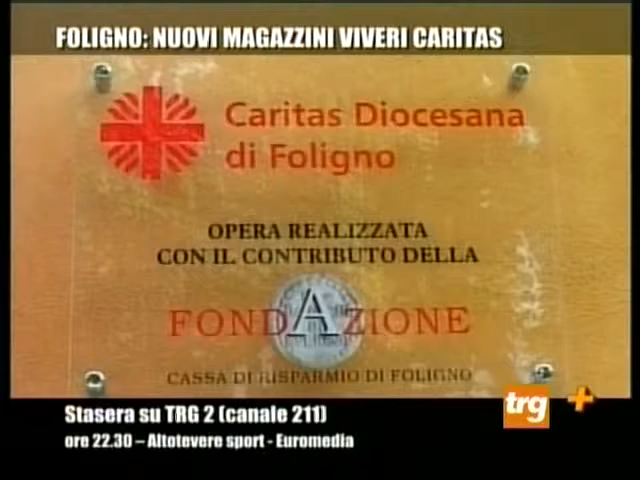 FOLIGNO: NUOVI MAGAZZINI VIVERI CARITAS
Caritas Diocesana
di Foligno
OPERA REALIZZATA
CON IL CONTRIBUTO DELLA
FONDAZIONE
CASSA DI RISPARMIO DI FOLIGNO
Stasera su TRG 2 (canale 211)
ore 22.30 – Altotevere sport - Euromedia
trg +